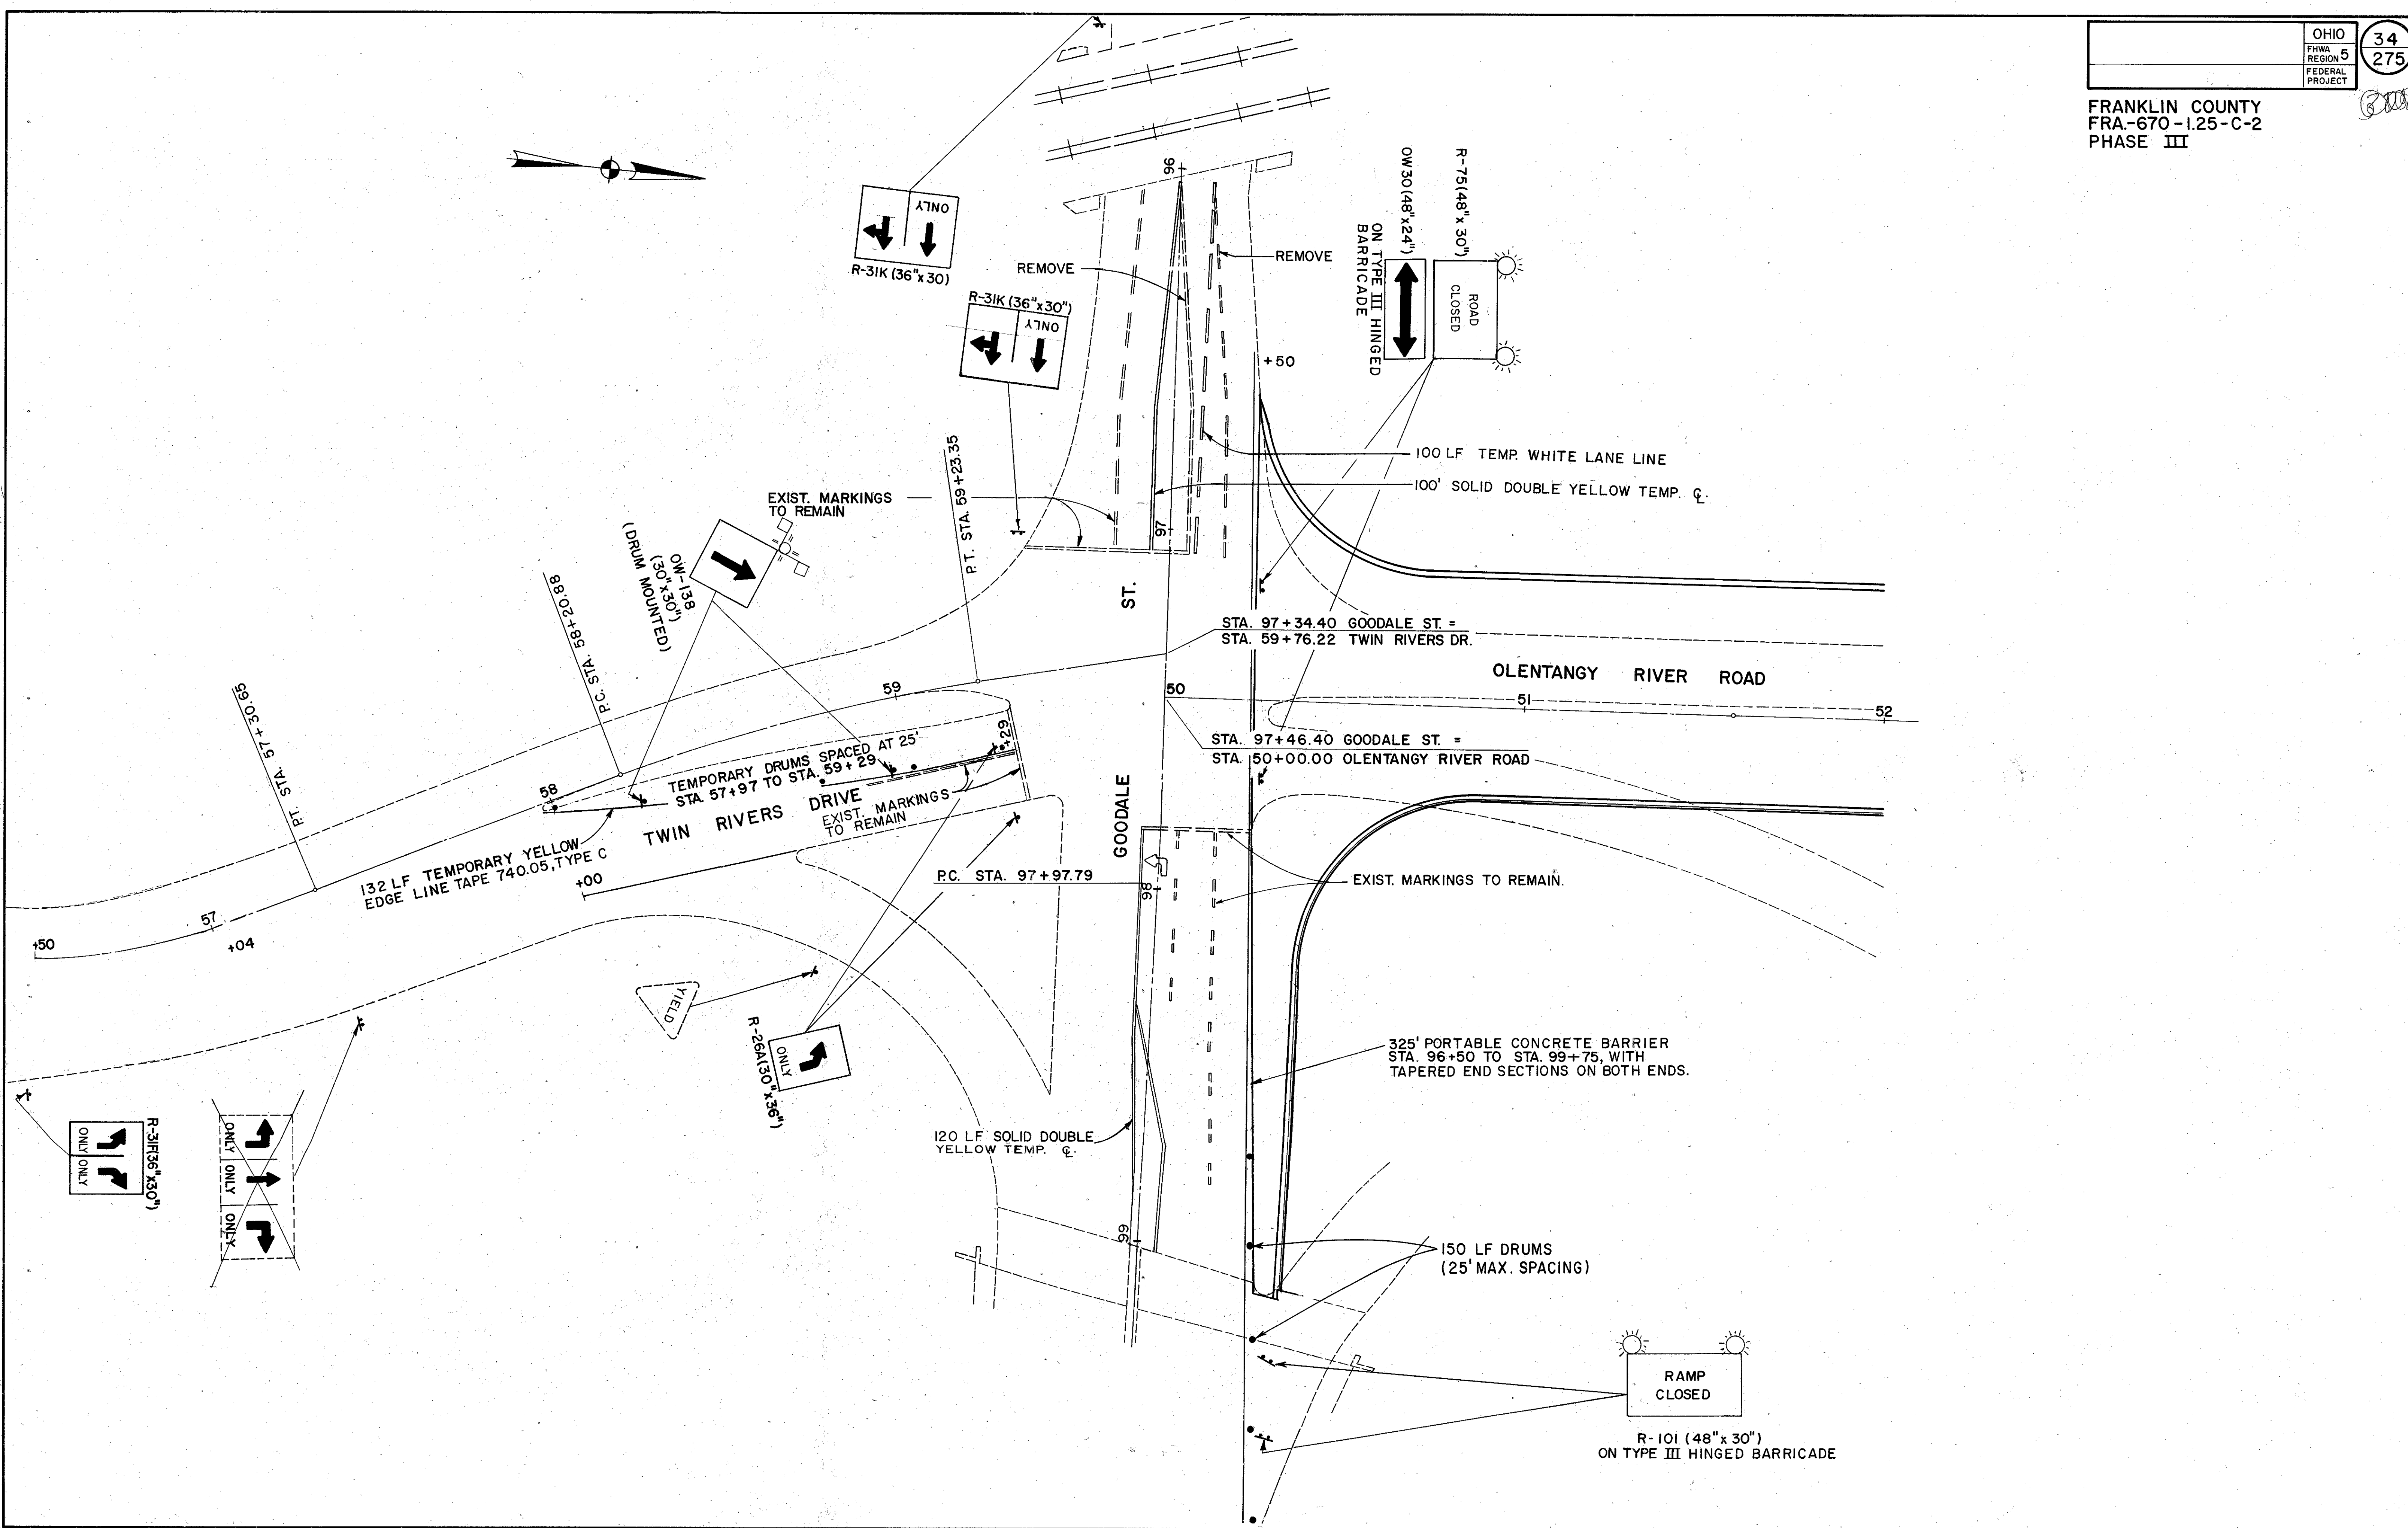 OHIO
FHWA
REGION 5
FEDERAL
PROJECT
34
275
FRANKLIN COUNTY
FRA.-670-1.25-C-2
PHASE III
ONLY
R-31K (36"x30)
R-31K (36"x30")
ONLY
REMOVE
REMOVE
96
OW30(48"x24")
R-75(48"x30")
ON TYPE III HINGED
BARRICADE
ROAD
CLOSED
+50
100 LF TEMP. WHITE LANE LINE
100' SOLID DOUBLE YELLOW TEMP. ℄.
EXIST. MARKINGS
TO REMAIN
P.T. STA. 59+23.35
97
OW-138
(30"x30")
(DRUM MOUNTED)
P.C. STA. 58+20.88
P.T. STA. 57+30.65
ST.
STA. 97+34.40 GOODALE ST. =
STA. 59+76.22 TWIN RIVERS DR.
OLENTANGY RIVER ROAD
59
50
51
52
STA. 97+46.40 GOODALE ST. =
STA. 50+00.00 OLENTANGY RIVER ROAD
+29
58
TEMPORARY DRUMS SPACED AT 25'
STA. 57+97 TO STA. 59+29
TWIN RIVERS DRIVE
EXIST. MARKINGS
TO REMAIN
GOODALE
132 LF TEMPORARY YELLOW
EDGE LINE TAPE 740.05, TYPE C
+00
P.C. STA. 97+97.79
98
EXIST. MARKINGS TO REMAIN.
57
+50
+04
YIELD
R-26A(30"x36")
ONLY
325' PORTABLE CONCRETE BARRIER
STA. 96+50 TO STA. 99+75, WITH
TAPERED END SECTIONS ON BOTH ENDS.
120 LF SOLID DOUBLE
YELLOW TEMP. ℄.
R-31F(36"x30")
ONLY ONLY
ONLY
ONLY
ONLY
99
150 LF DRUMS
(25' MAX. SPACING)
RAMP
CLOSED
R-101 (48"x30")
ON TYPE III HINGED BARRICADE